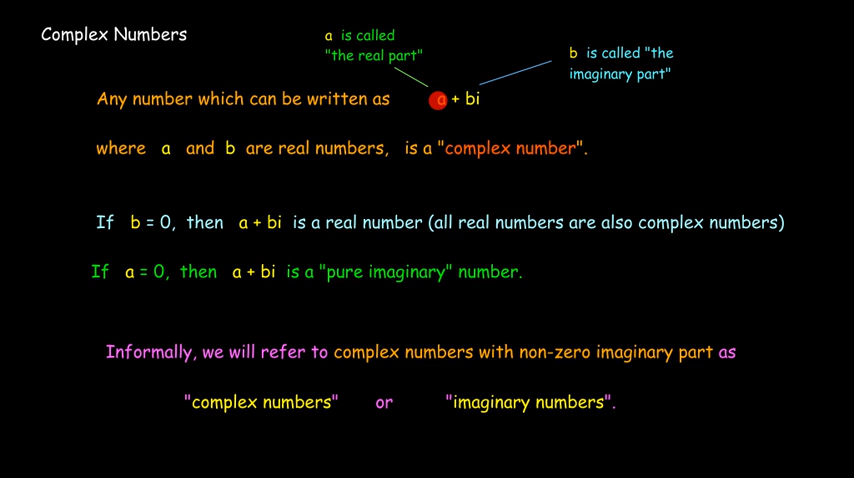 Complex Numbers
a is called
"the real part"
b is called "the
imaginary part"
Any number which can be written as a + bi
where a and b are real numbers, is a "complex number".
If b = 0, then a + bi is a real number (all real numbers are also complex numbers)
If a = 0, then a + bi is a "pure imaginary" number.
Informally, we will refer to complex numbers with non-zero imaginary part as
"complex numbers" or "imaginary numbers".